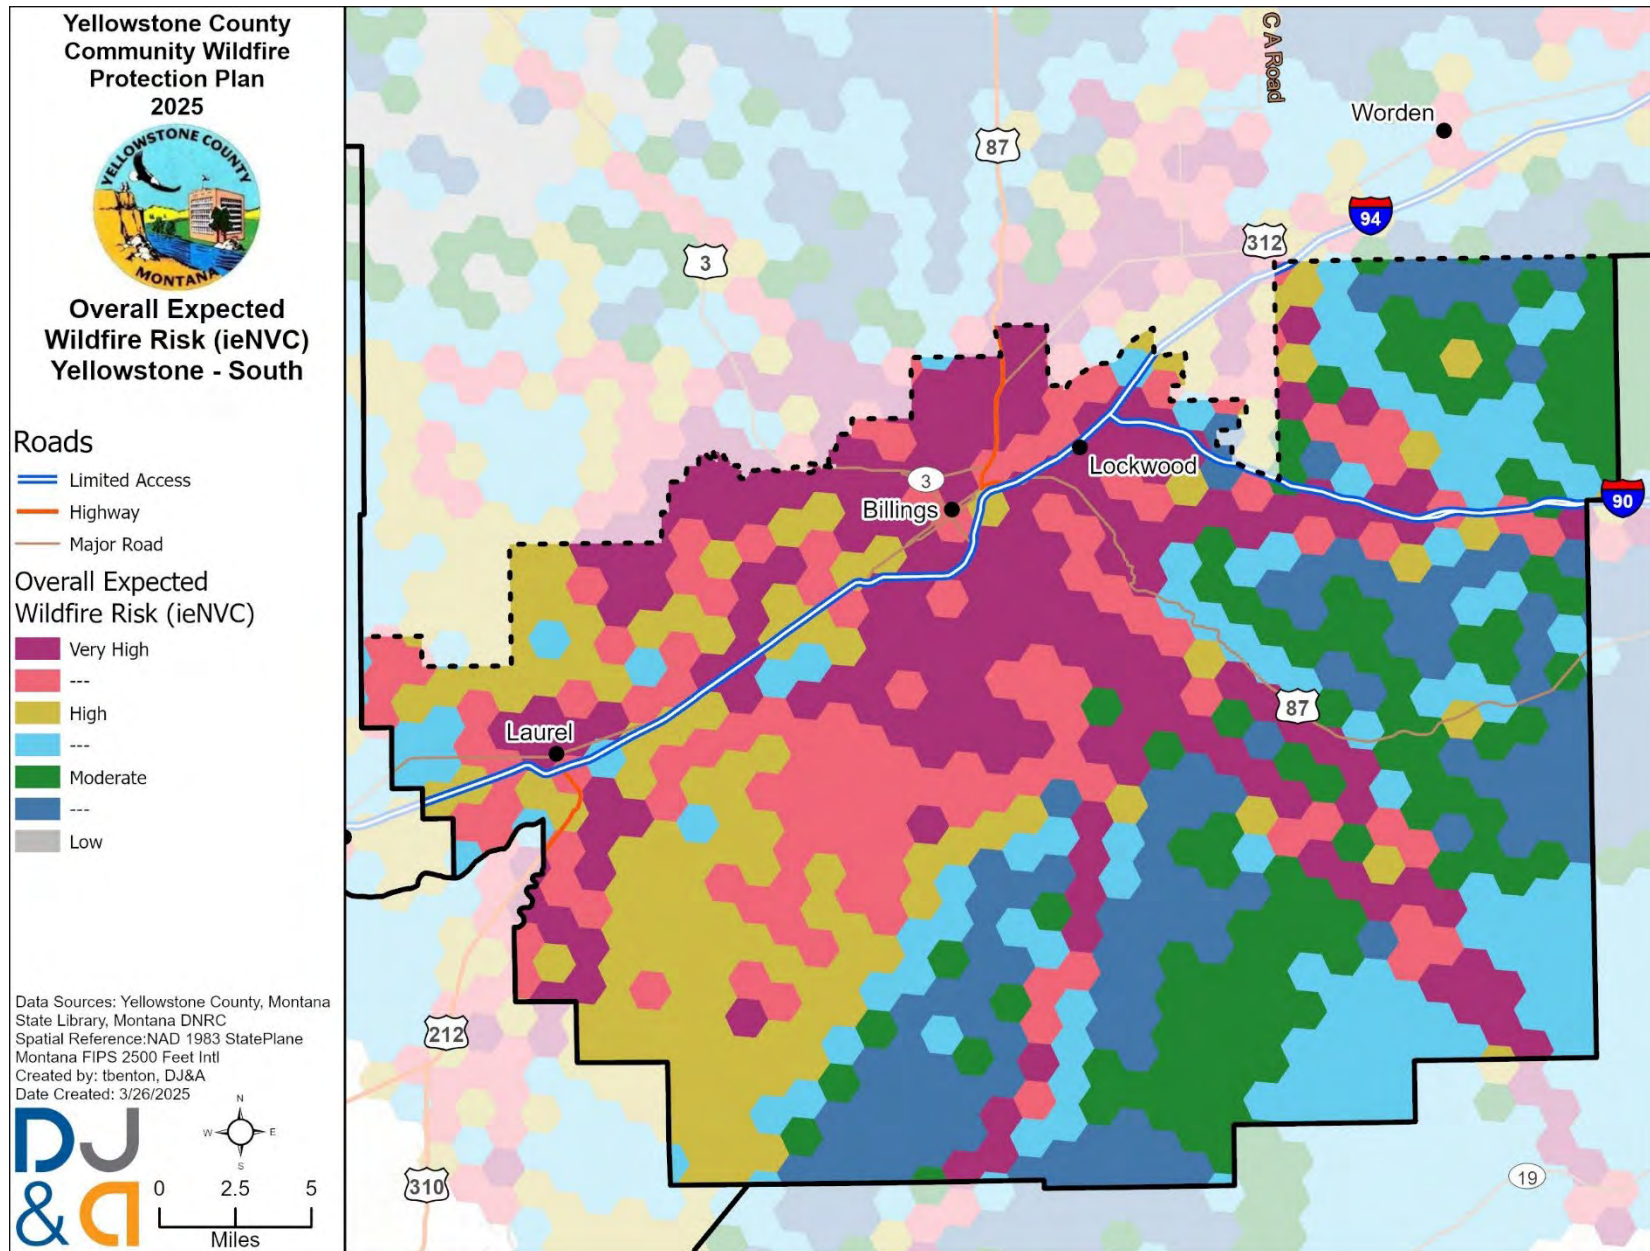 Yellowstone County
Community Wildfire
Protection Plan
2025
YELLOWSTONE COUNTY
MONTANA
Overall Expected
Wildfire Risk (ieNVC)
Yellowstone - South
Roads
Limited Access
Highway
Major Road
Overall Expected
Wildfire Risk (ieNVC)
Very High
---
High
---
Moderate
---
Low
Data Sources: Yellowstone County, Montana
State Library, Montana DNRC
Spatial Reference:NAD 1983 StatePlane
Montana FIPS 2500 Feet Intl
Created by: tbenton, DJ&A
Date Created: 3/26/2025
DJ
&A
N
W E
S
0 2.5 5
Miles
C A Road
Worden
87
94
312
3
Lockwood
3
Billings
90
87
Laurel
212
310
19